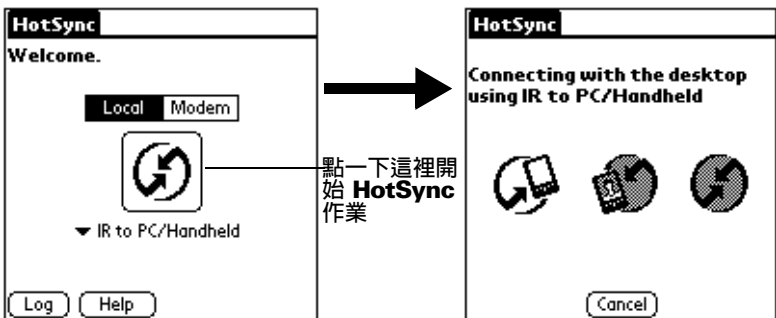 HotSync
Welcome.
Local Modem
IR to PC/Handheld
Log Help
點一下這裡開
始 HotSync
作業
HotSync
Connecting with the desktop
using IR to PC/Handheld
Cancel